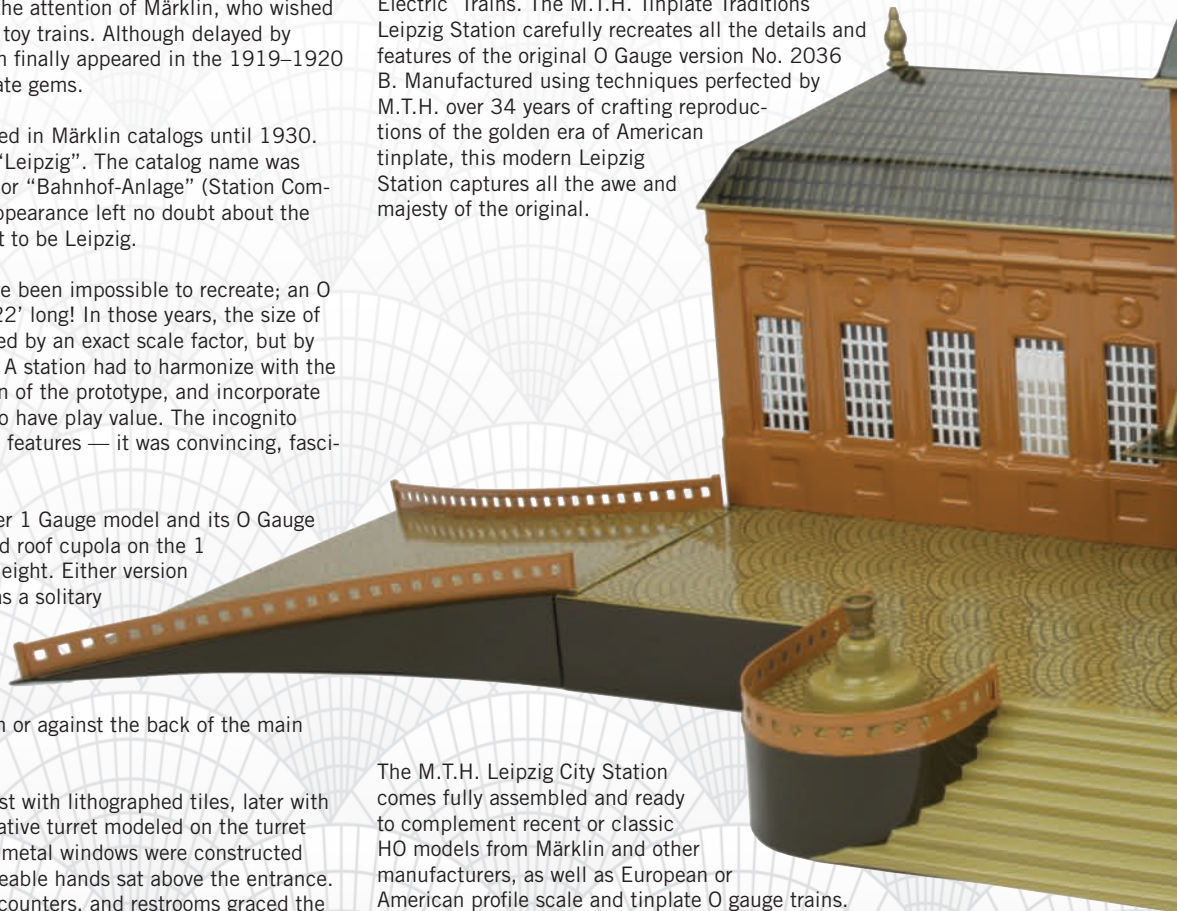 the attention of Märklin, who wished
toy trains. Although delayed by
n finally appeared in the 1919–1920
ate gems.
ed in Märklin catalogs until 1930.
“Leipzig”. The catalog name was
or “Bahnhof-Anlage” (Station Com-
ppearance left no doubt about the
t to be Leipzig.
e been impossible to recreate; an O
22’ long! In those years, the size of
ed by an exact scale factor, but by
A station had to harmonize with the
n of the prototype, and incorporate
o have play value. The incognito
features — it was convincing, fasci-
er 1 Gauge model and its O Gauge
d roof cupola on the 1
eight. Either version
as a solitary
n or against the back of the main
st with lithographed tiles, later with
ative turret modeled on the turret
metal windows were constructed
eable hands sat above the entrance.
counters, and restrooms graced the
Electric Trains. The M.T.H. Tinplate Traditions
Leipzig Station carefully recreates all the details and
features of the original O Gauge version No. 2036
B. Manufactured using techniques perfected by
M.T.H. over 34 years of crafting reproduc-
tions of the golden era of American
tinplate, this modern Leipzig
Station captures all the awe and
majesty of the original.
The M.T.H. Leipzig City Station
comes fully assembled and ready
to complement recent or classic
HO models from Märklin and other
manufacturers, as well as European or
American profile scale and tinplate O gauge trains.